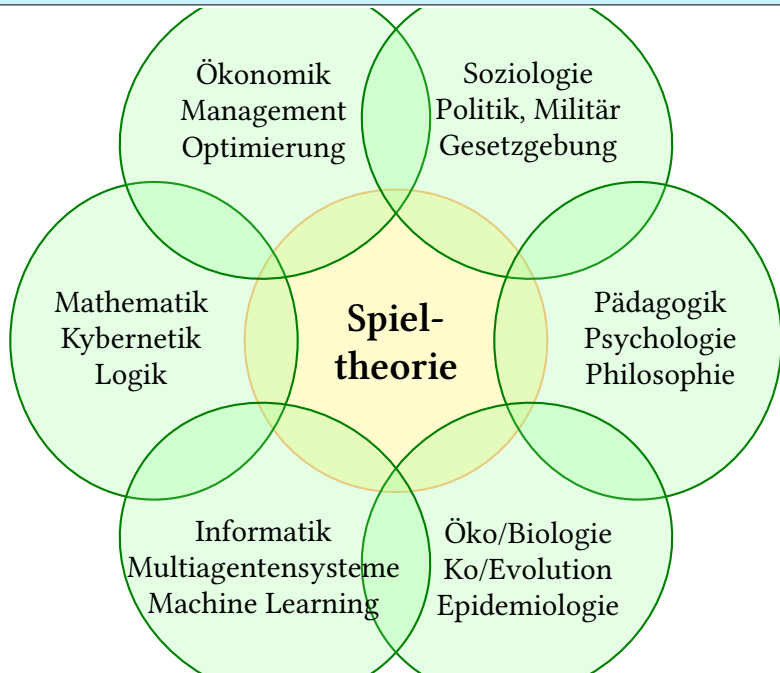 Ökonomik
Management
Optimierung
Soziologie
Politik, Militär
Gesetzgebung
Mathematik
Kybernetik
Logik
Spiel-
theorie
Pädagogik
Psychologie
Philosophie
Informatik
Multiagentensysteme
Machine Learning
Öko/Biologie
Ko/Evolution
Epidemiologie